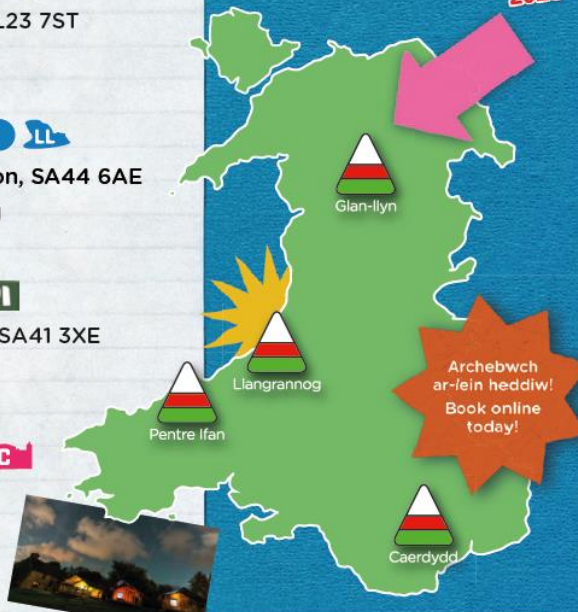 L23 7ST
LL
on, SA44 6AE
SA41 3XE
C
Glan-llyn
Llangrannog
Pentre Ifan
Caerdydd
Archebwch
ar-lein heddiw!
Book online
today!